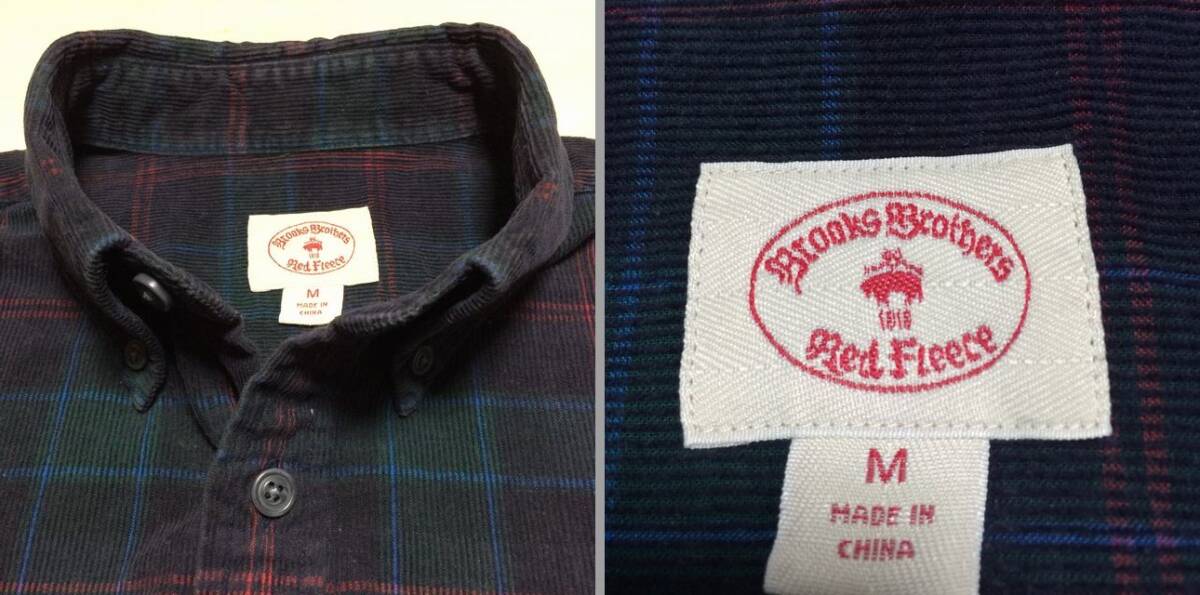 Brooks Brothers
1818
Red Fleece
M
MADE IN
CHINA
Brooks Brothers
1818
Red Fleece
M
MADE IN
CHINA